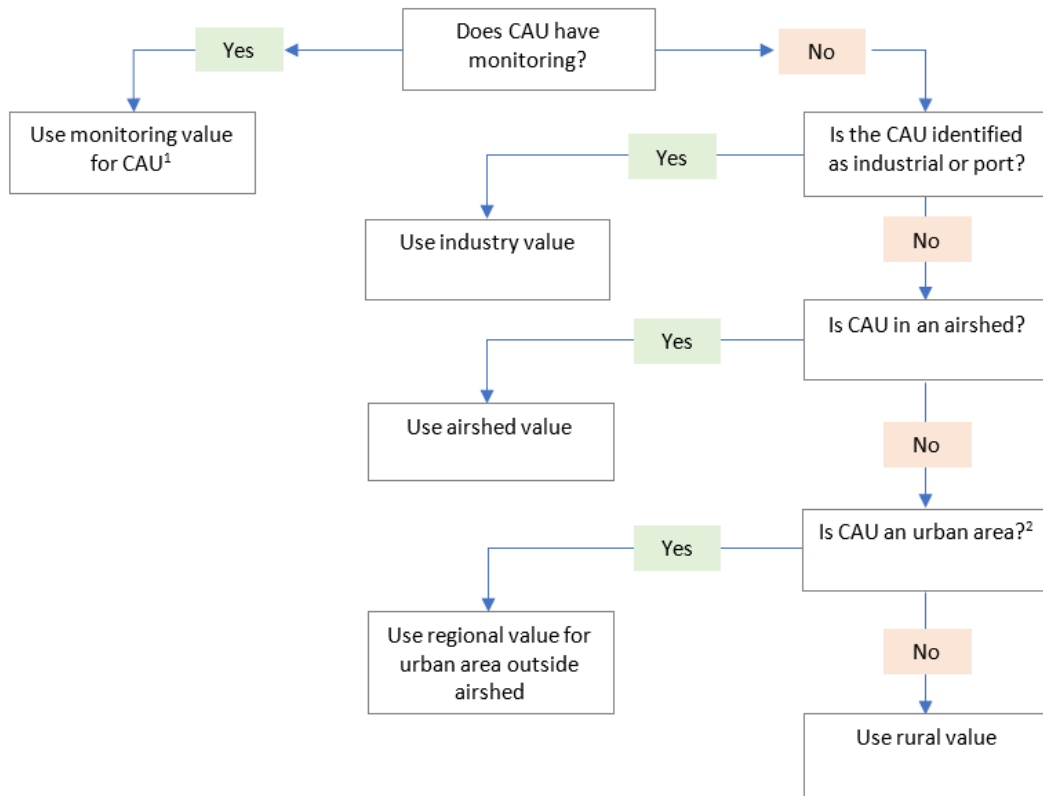 Does CAU have
monitoring?
Yes
No
Use monitoring value
for CAU¹
Is the CAU identified
as industrial or port?
Yes
Use industry value
No
Is CAU in an airshed?
Yes
Use airshed value
No
Is CAU an urban area?²
Yes
Use regional value for
urban area outside
airshed
No
Use rural value